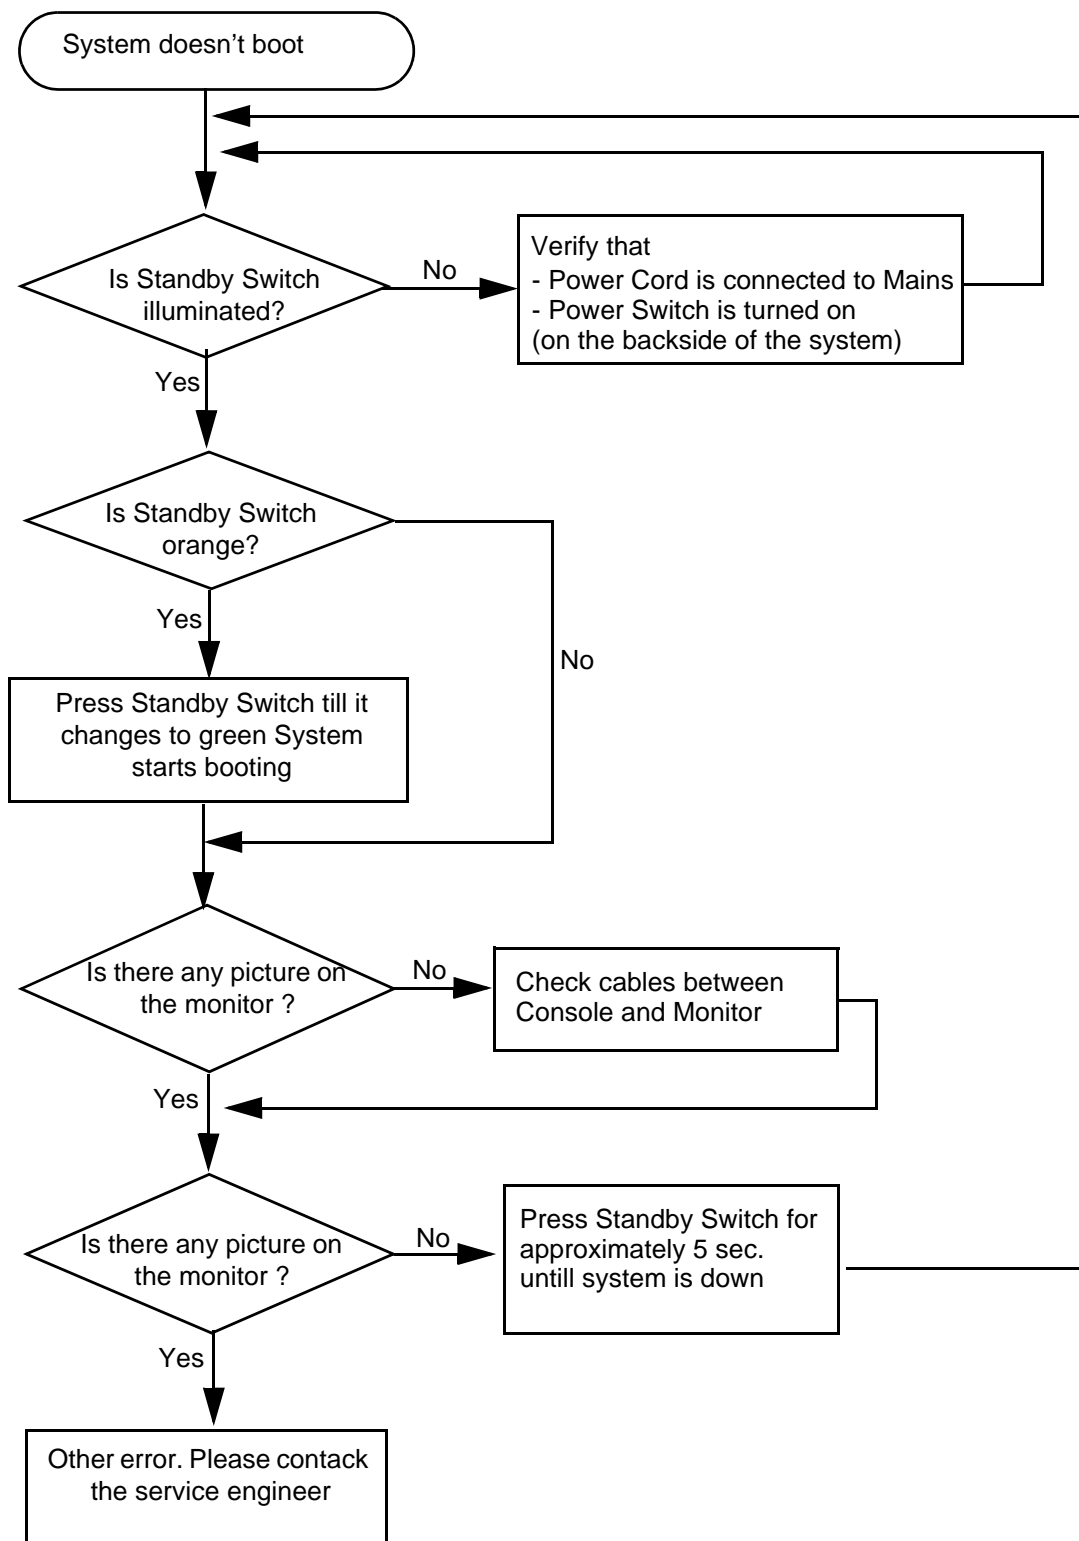 System doesn't boot
Is Standby Switch
illuminated?
No
Verify that
- Power Cord is connected to Mains
- Power Switch is turned on
(on the backside of the system)
Yes
Is Standby Switch
orange?
Yes
No
Press Standby Switch till it
changes to green System
starts booting
Is there any picture on
the monitor ?
No
Check cables between
Console and Monitor
Yes
Is there any picture on
the monitor ?
No
Press Standby Switch for
approximately 5 sec.
untill system is down
Yes
Other error. Please contack
the service engineer